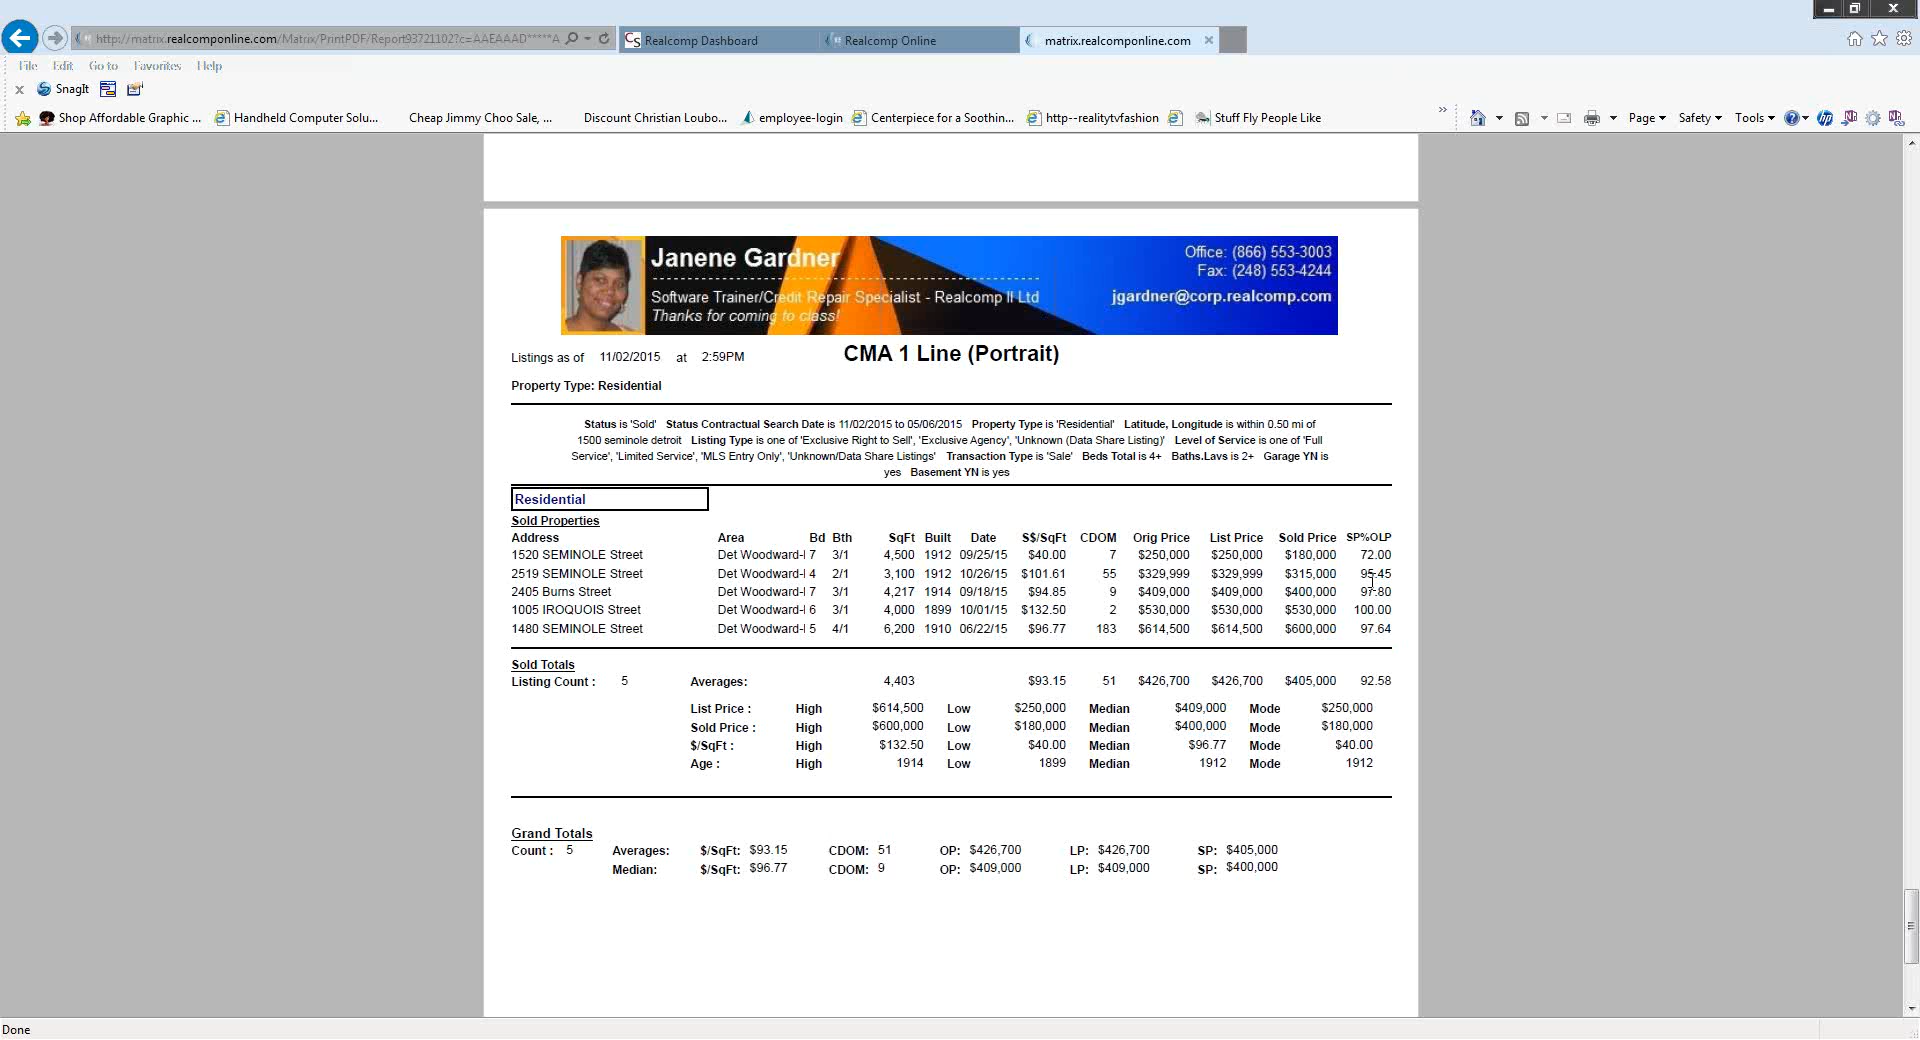 http://matrix.realcomponline.com/Matrix/PrintPDF/Report93721102?c=AAEAAAD*****A
Realcomp Dashboard
Realcomp Online
matrix.realcomponline.com
File Edit Go to Favorites Help
x SnagIt
Shop Affordable Graphic ... Handheld Computer Solu... Cheap Jimmy Choo Sale, ... Discount Christian Loubo... employee-login Centerpiece for a Soothin... http--realitytvfashion Stuff Fly People Like » Page Safety Tools
Janene Gardner
Software Trainer/Credit Repair Specialist - Realcomp II Ltd
Thanks for coming to class!
Office: (866) 553-3003
Fax: (248) 553-4244
jgardner@corp.realcomp.com
Listings as of 11/02/2015 at 2:59PM CMA 1 Line (Portrait)
Property Type: Residential
Status is 'Sold' Status Contractual Search Date is 11/02/2015 to 05/06/2015 Property Type is 'Residential' Latitude, Longitude is within 0.50 mi of
1500 seminole detroit Listing Type is one of 'Exclusive Right to Sell', 'Exclusive Agency', 'Unknown (Data Share Listing)' Level of Service is one of 'Full
Service', 'Limited Service', 'MLS Entry Only', 'Unknown/Data Share Listings' Transaction Type is 'Sale' Beds Total is 4+ Baths.Lavs is 2+ Garage YN is
yes Basement YN is yes
Residential
Sold Properties
Address Area Bd Bth SqFt Built Date S$/SqFt CDOM Orig Price List Price Sold Price SP%OLP
1520 SEMINOLE Street Det Woodward-I 7 3/1 4,500 1912 09/25/15 $40.00 7 $250,000 $250,000 $180,000 72.00
2519 SEMINOLE Street Det Woodward-I 4 2/1 3,100 1912 10/26/15 $101.61 55 $329,999 $329,999 $315,000 95.45
2405 Burns Street Det Woodward-I 7 3/1 4,217 1914 09/18/15 $94.85 9 $409,000 $409,000 $400,000 97.80
1005 IROQUOIS Street Det Woodward-I 6 3/1 4,000 1899 10/01/15 $132.50 2 $530,000 $530,000 $530,000 100.00
1480 SEMINOLE Street Det Woodward-I 5 4/1 6,200 1910 06/22/15 $96.77 183 $614,500 $614,500 $600,000 97.64
Sold Totals
Listing Count : 5 Averages: 4,403 $93.15 51 $426,700 $426,700 $405,000 92.58
List Price : High $614,500 Low $250,000 Median $409,000 Mode $250,000
Sold Price : High $600,000 Low $180,000 Median $400,000 Mode $180,000
$/SqFt : High $132.50 Low $40.00 Median $96.77 Mode $40.00
Age : High 1914 Low 1899 Median 1912 Mode 1912
Grand Totals
Count : 5 Averages: $/SqFt: $93.15 CDOM: 51 OP: $426,700 LP: $426,700 SP: $405,000
Median: $/SqFt: $96.77 CDOM: 9 OP: $409,000 LP: $409,000 SP: $400,000
Done